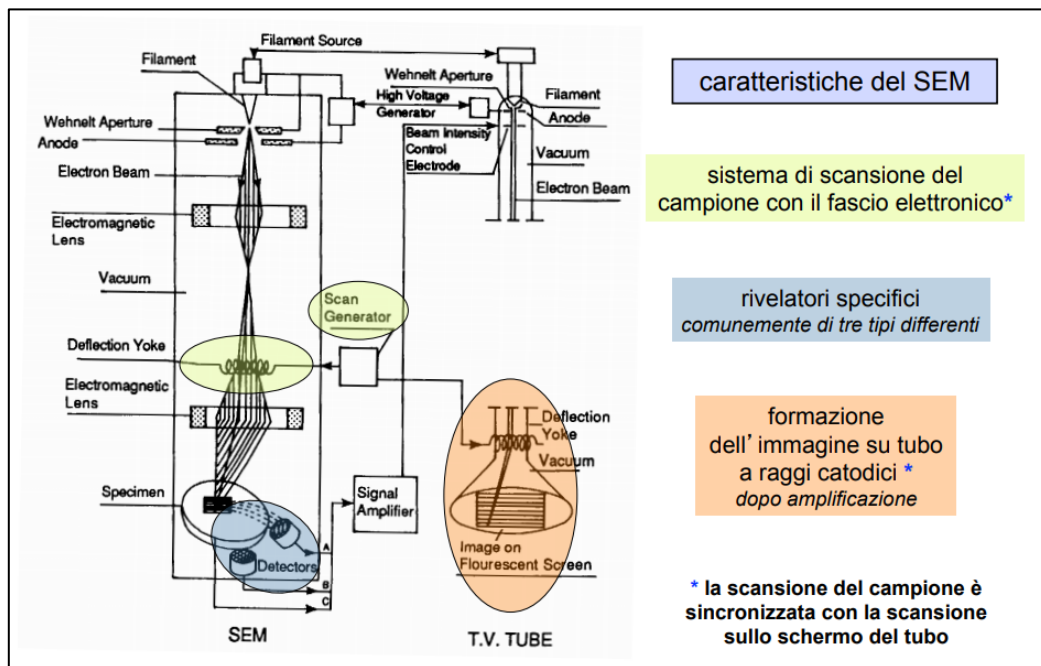 Filament Source
Filament
Wehnelt Aperture
Anode
Electron Beam
Electromagnetic
Lens
Vacuum
Deflection Yoke
Electromagnetic
Lens
Specimen
Detectors
A
B
C
SEM
Scan
Generator
Signal
Amplifier
Wehnelt Aperture
High Voltage
Generator
Beam Intensity
Control
Electrode
Filament
Anode
Vacuum
Electron Beam
Deflection
Yoke
Vacuum
Image on
Flourescent Screen
T.V. TUBE
caratteristiche del SEM
sistema di scansione del
campione con il fascio elettronico*
rivelatori specifici
comunemente di tre tipi differenti
formazione
dell’immagine su tubo
a raggi catodici *
dopo amplificazione
* la scansione del campione è
sincronizzata con la scansione
sullo schermo del tubo